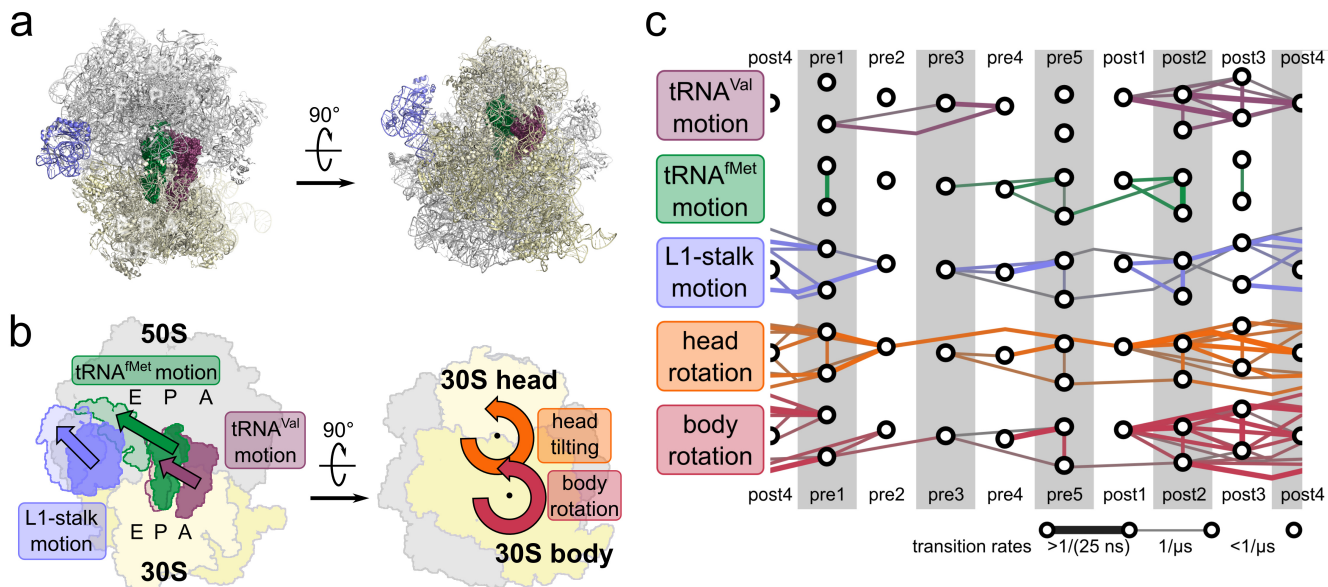 a
90°
b
50S
tRNAfMet motion
E P A
tRNAVal
motion
L1-stalk
motion
E P A
30S
90°
30S head
head
tilting
body
rotation
30S body
c
post4 pre1 pre2 pre3 pre4 pre5 post1 post2 post3 post4
tRNAVal
motion
tRNAfMet
motion
L1-stalk
motion
head
rotation
body
rotation
post4 pre1 pre2 pre3 pre4 pre5 post1 post2 post3 post4
transition rates >1/(25 ns) 1/µs <1/µs